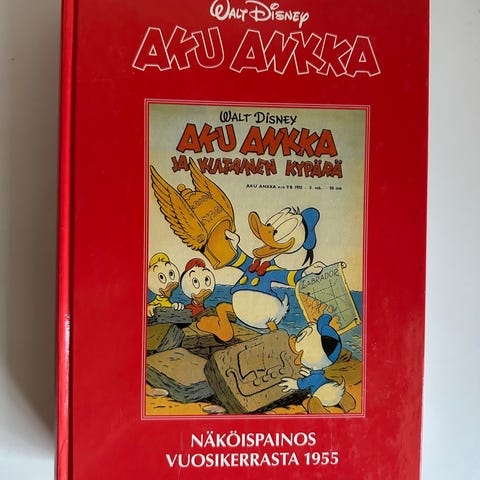 WALT DISNEY
AKU ANKKA
WALT DISNEY
AKU ANKKA
JA KULTAINEN KYPÄRÄ
LABRADOR
NÄKÖISPAINOS
VUOSIKERRASTA 1955